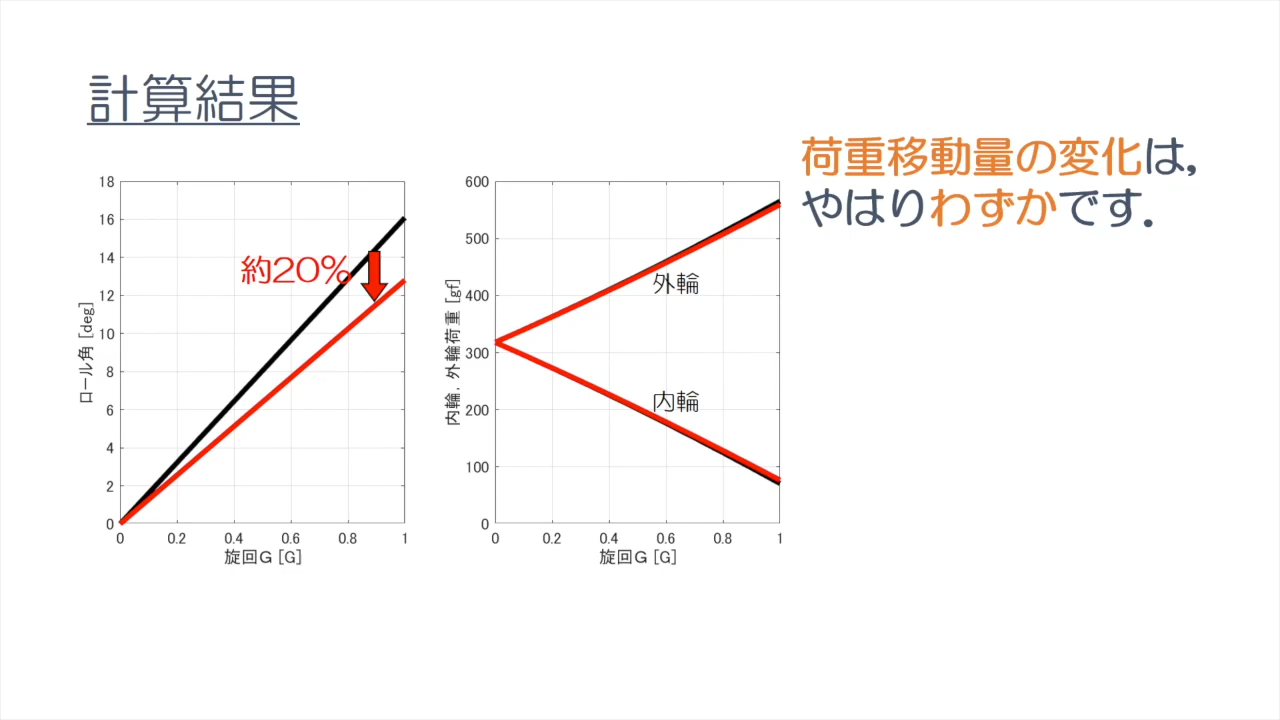 計算結果
荷重移動量の変化は,
やはりわずかです.
18
16
14
12
10
8
6
4
2
0
ロール角 [deg]
約20%
0 0.2 0.4 0.6 0.8 1
旋回G [G]
600
500
400
300
200
100
0
内輪, 外輪荷重 [gf]
外輪
内輪
0 0.2 0.4 0.6 0.8 1
旋回G [G]